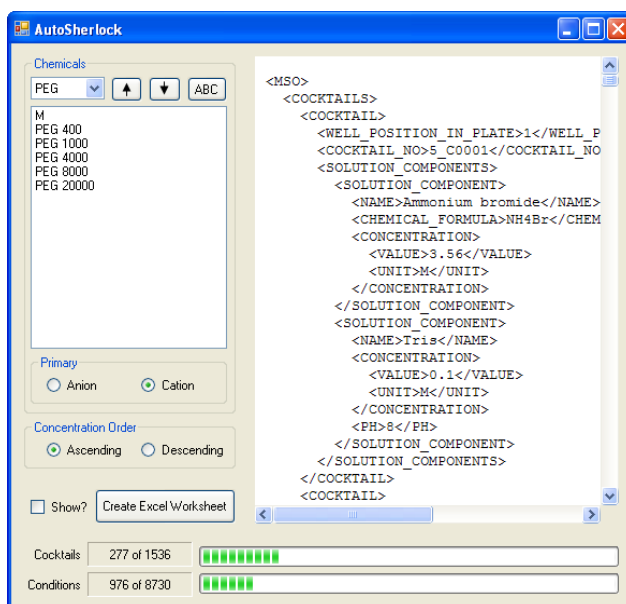 AutoSherlock
Chemicals
PEG
ABC
M
PEG 400
PEG 1000
PEG 4000
PEG 8000
PEG 20000
Primary
Anion
Cation
Concentration Order
Ascending
Descending
Show?
Create Excel Worksheet
<MSO>
<COCKTAILS>
<COCKTAIL>
<WELL_POSITION_IN_PLATE>1</WELL_P
<COCKTAIL_NO>5_C0001</COCKTAIL_NO
<SOLUTION_COMPONENTS>
<SOLUTION_COMPONENT>
<NAME>Ammonium bromide</NAME>
<CHEMICAL_FORMULA>NH4Br</CHEM
<CONCENTRATION>
<VALUE>3.56</VALUE>
<UNIT>M</UNIT>
</CONCENTRATION>
</SOLUTION_COMPONENT>
<SOLUTION_COMPONENT>
<NAME>Tris</NAME>
<CONCENTRATION>
<VALUE>0.1</VALUE>
<UNIT>M</UNIT>
</CONCENTRATION>
<PH>8</PH>
</SOLUTION_COMPONENT>
</SOLUTION_COMPONENTS>
</COCKTAIL>
<COCKTAIL>
Cocktails 277 of 1536
Conditions 976 of 8730